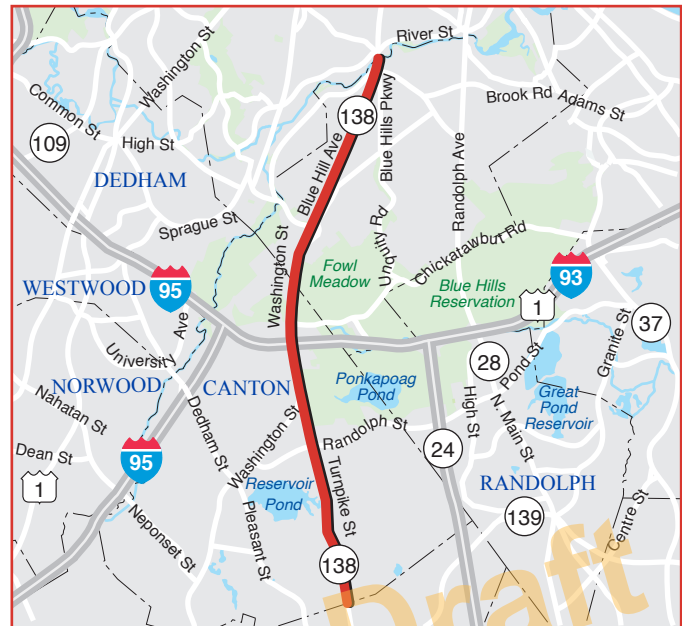 River St
Washington St
Common St
138
Blue Hills Pkwy
Brook Rd
Adams St
109
High St
Blue Hill Ave
Randolph Ave
DEDHAM
Sprague St
Unquity Rd
Chickatawbut Rd
Washington St
Fowl
Meadow
Blue Hills
Reservation
93
WESTWOOD
95
1
37
University
Ave
28
Pond St
Granite St
NORWOOD
CANTON
Ponkapoag
Pond
Great
Pond
Reservoir
Nahatan St
Dedham St
Washington St
Randolph St
High St
N. Main St
24
Dean St
95
1
Reservoir
Pond
Turnpike St
RANDOLPH
139
Centre St
Neponset St
Pleasant St
138
Draft